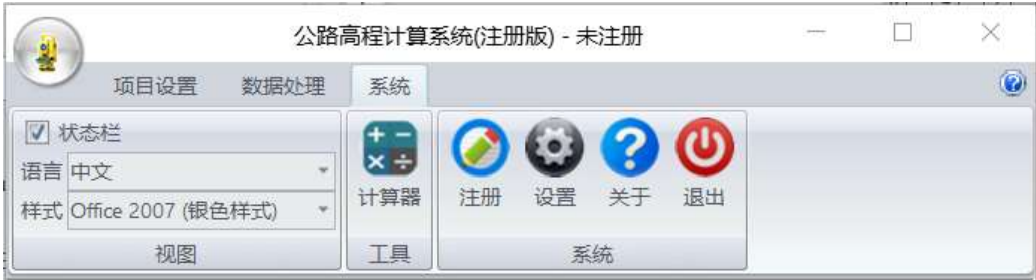 公路高程计算系统(注册版) - 未注册
项目设置 数据处理 系统
状态栏
语言 中文
样式 Office 2007 (银色样式)
计算器 注册 设置 关于 退出
视图 工具 系统